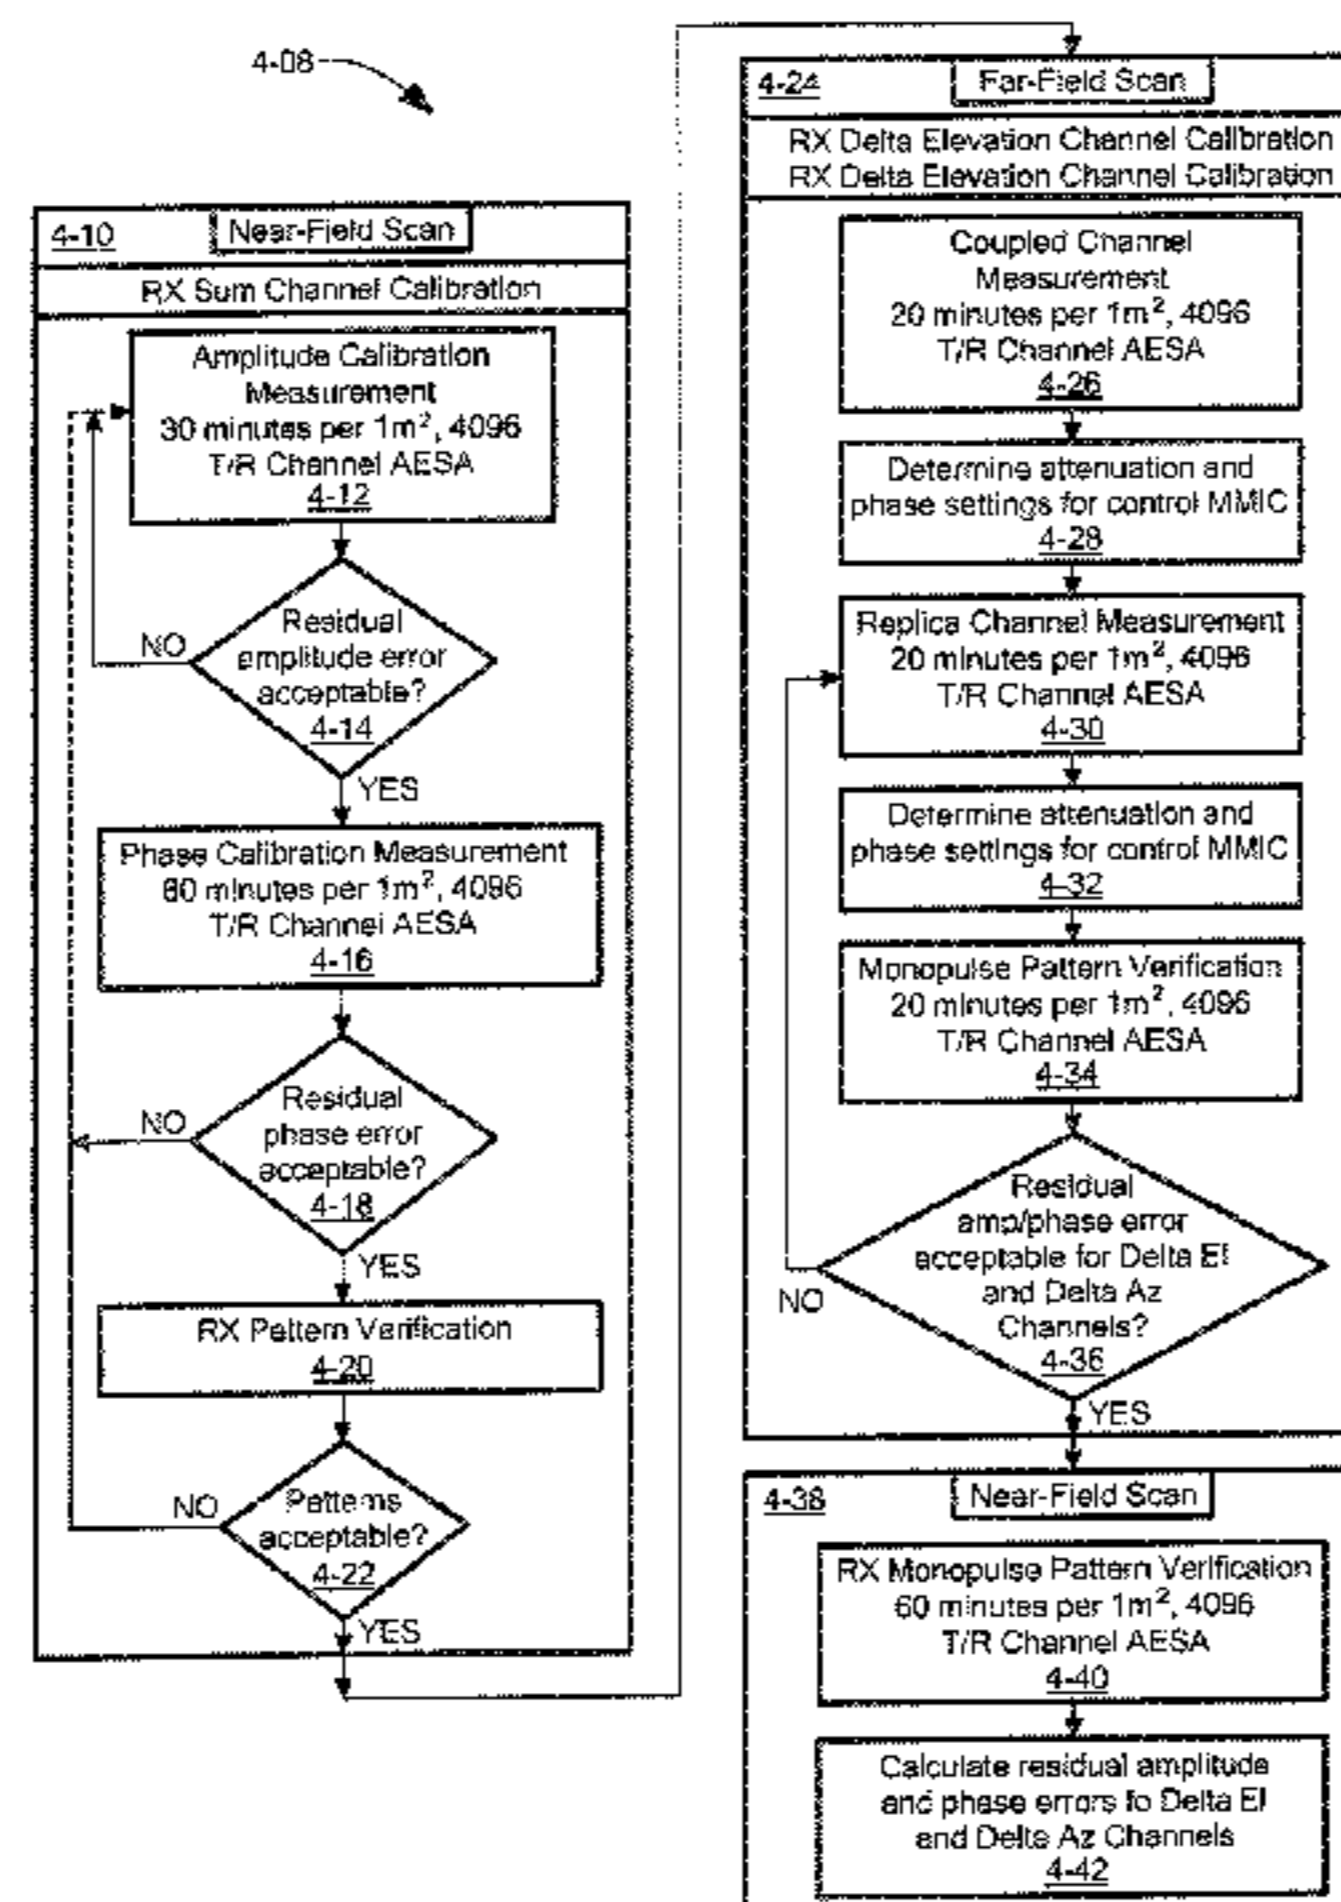 4-08
4-10
Near-Field Scan
RX Sum Channel Calibration
Amplitude Calibration
Measurement
30 minutes per 1m², 4096
T/R Channel AESA
4-12
Residual
amplitude error
acceptable?
4-14
NO
YES
Phase Calibration Measurement
60 minutes per 1m², 4096
T/R Channel AESA
4-16
Residual
phase error
acceptable?
4-18
NO
YES
RX Pattern Verification
4-20
Patterns
acceptable?
4-22
NO
YES
4-24
Far-Field Scan
RX Delta Elevation Channel Calibration
RX Delta Elevation Channel Calibration
Coupled Channel
Measurement
20 minutes per 1m², 4096
T/R Channel AESA
4-26
Determine attenuation and
phase settings for control MMIC
4-28
Replica Channel Measurement
20 minutes per 1m², 4096
T/R Channel AESA
4-30
Determine attenuation and
phase settings for control MMIC
4-32
Monopulse Pattern Verification
20 minutes per 1m², 4096
T/R Channel AESA
4-34
Residual
amp/phase error
acceptable for Delta El
and Delta Az
Channels?
4-36
NO
YES
4-38
Near-Field Scan
RX Monopulse Pattern Verification
60 minutes per 1m², 4096
T/R Channel AESA
4-40
Calculate residual amplitude
and phase errors fo Delta El
and Delta Az Channels
4-42